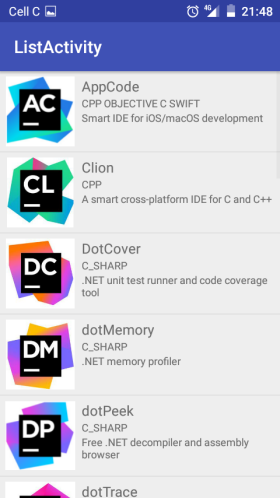 Cell C 4G 21:48
ListActivity
AC
AppCode
CPP OBJECTIVE C SWIFT
Smart IDE for iOS/macOS development
CL
Clion
CPP
A smart cross-platform IDE for C and C++
DC
DotCover
C_SHARP
.NET unit test runner and code coverage
tool
DM
dotMemory
C_SHARP
.NET memory profiler
DP
dotPeek
C_SHARP
Free .NET decompiler and assembly
browser
dotTrace